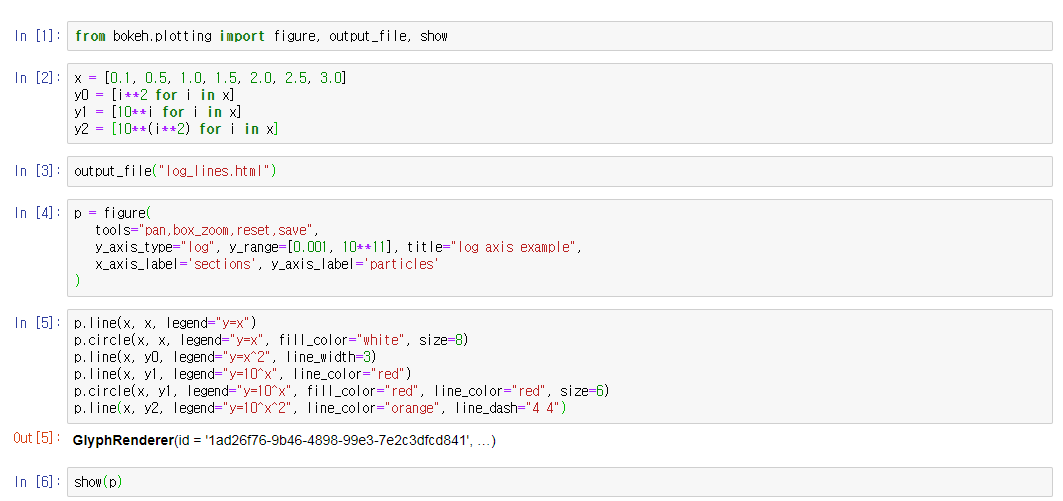 In [1]: from bokeh.plotting import figure, output_file, show
In [2]: x = [0.1, 0.5, 1.0, 1.5, 2.0, 2.5, 3.0]
y0 = [i**2 for i in x]
y1 = [10**i for i in x]
y2 = [10**(i**2) for i in x]
In [3]: output_file("log_lines.html")
In [4]: p = figure(
tools="pan,box_zoom,reset,save",
y_axis_type="log", y_range=[0.001, 10**11], title="log axis example",
x_axis_label='sections', y_axis_label='particles'
)
In [5]: p.line(x, x, legend="y=x")
p.circle(x, x, legend="y=x", fill_color="white", size=8)
p.line(x, y0, legend="y=x^2", line_width=3)
p.line(x, y1, legend="y=10^x", line_color="red")
p.circle(x, y1, legend="y=10^x", fill_color="red", line_color="red", size=6)
p.line(x, y2, legend="y=10^x^2", line_color="orange", line_dash="4 4")
Out[5]: GlyphRenderer(id = '1ad26f76-9b46-4898-99e3-7e2c3dfcd841', …)
In [6]: show(p)